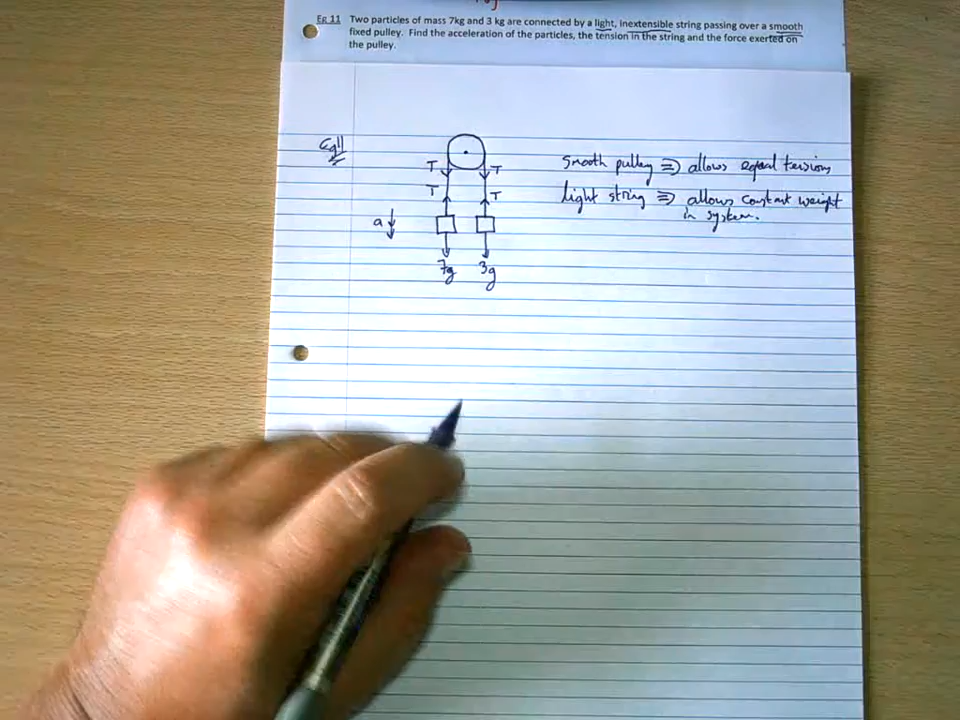 Eg.11 Two particles of mass 7kg and 3 kg are connected by a light, inextensible string passing over a smooth
fixed pulley. Find the acceleration of the particles, the tension in the string and the force exerted on
the pulley.
Eg11
T T
T T
a
7g 3g
Smooth pulley ⇒ allows equal tensions
light string ⇒ allows constant weight
in system.